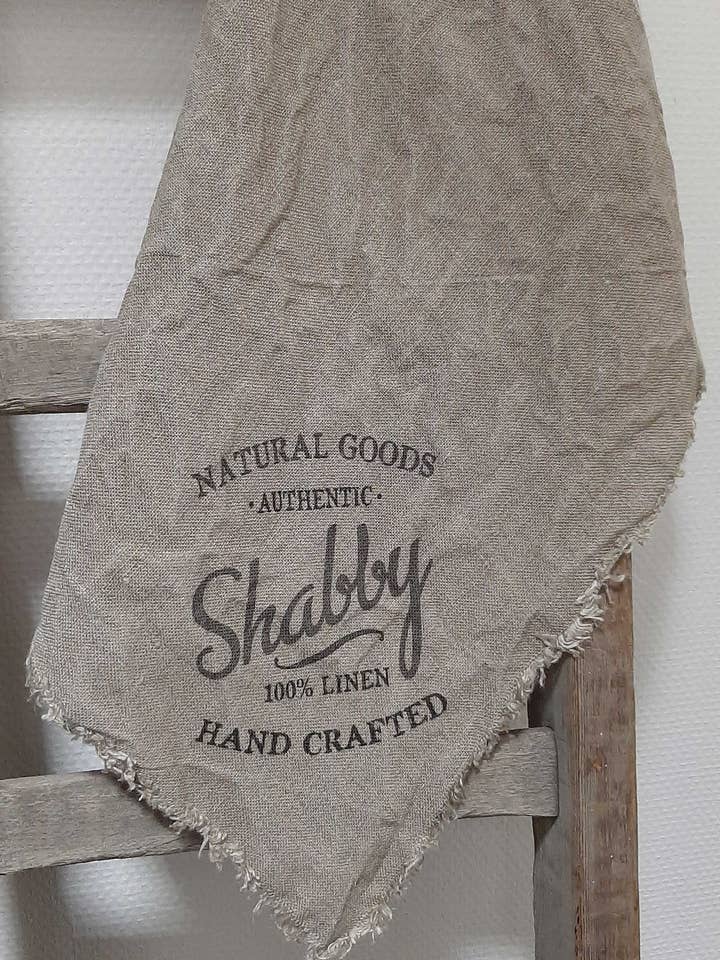 NATURAL GOODS
·AUTHENTIC·
Shabby
100% LINEN
HAND CRAFTED